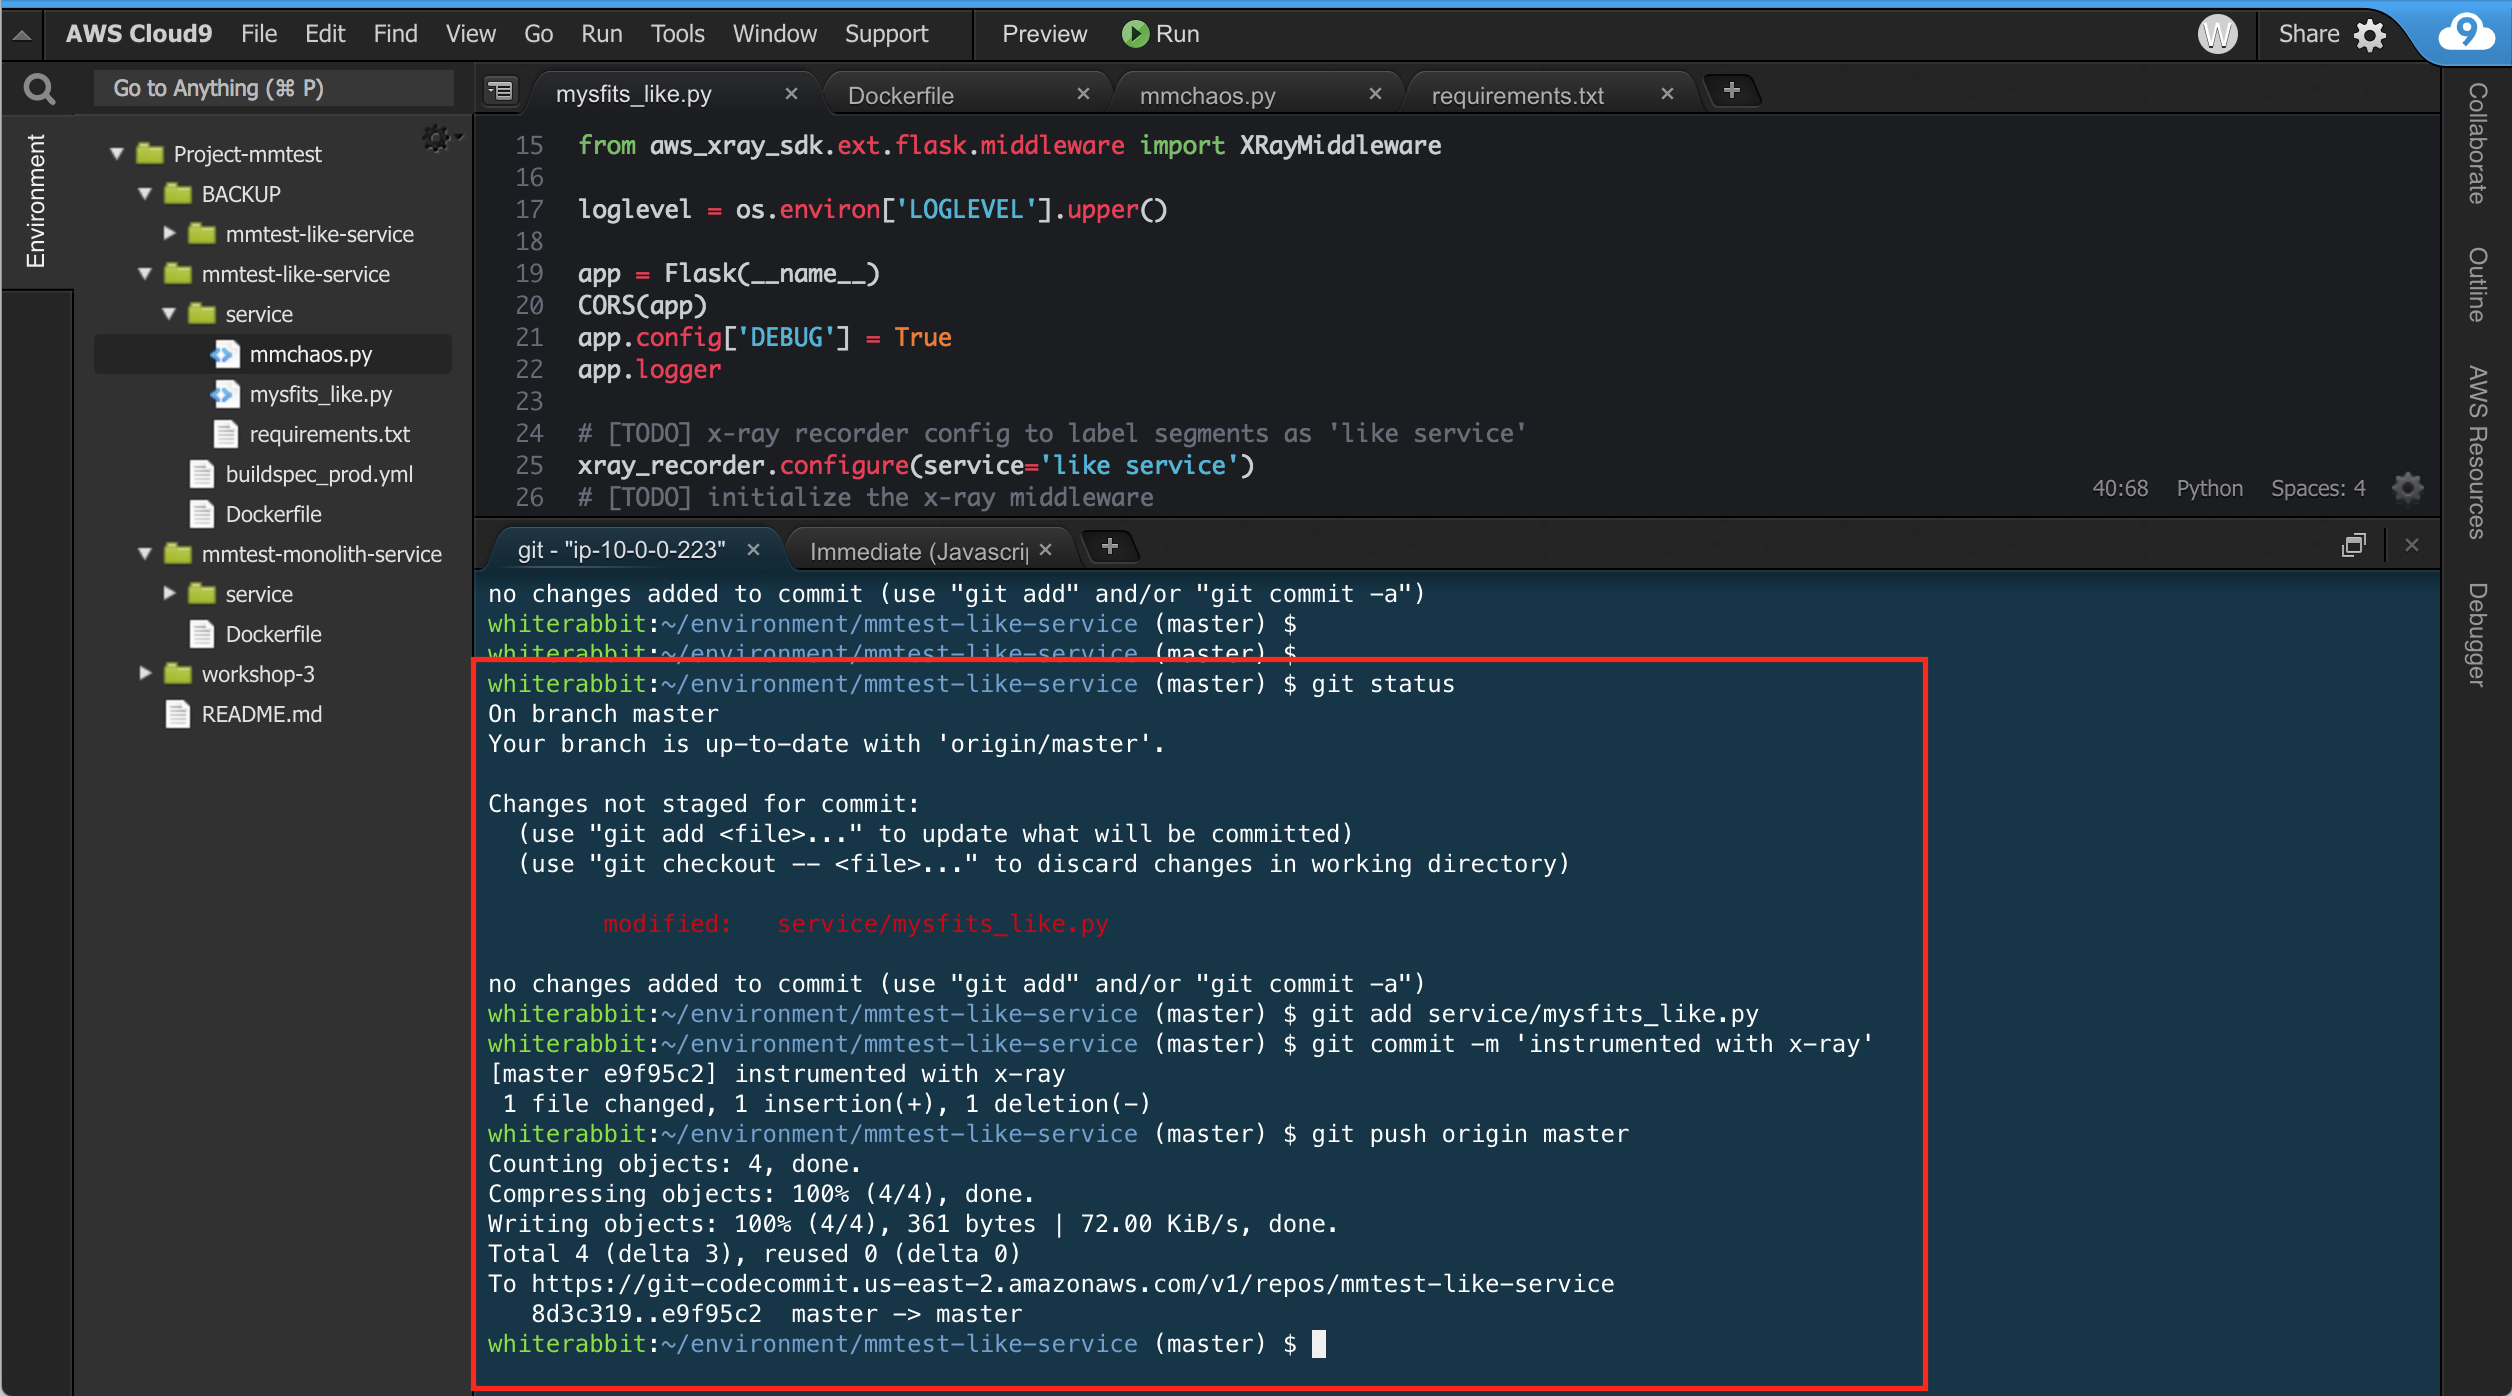 AWS Cloud9 File Edit Find View Go Run Tools Window Support Preview Run W Share 9
Go to Anything (⌘ P)
Environment
Project-mmtest
BACKUP
mmtest-like-service
mmtest-like-service
service
mmchaos.py
mysfits_like.py
requirements.txt
buildspec_prod.yml
Dockerfile
mmtest-monolith-service
service
Dockerfile
workshop-3
README.md
mysfits_like.py × Dockerfile × mmchaos.py × requirements.txt × +
15 from aws_xray_sdk.ext.flask.middleware import XRayMiddleware
16
17 loglevel = os.environ['LOGLEVEL'].upper()
18
19 app = Flask(__name__)
20 CORS(app)
21 app.config['DEBUG'] = True
22 app.logger
23
24 # [TODO] x-ray recorder config to label segments as 'like service'
25 xray_recorder.configure(service='like service')
26 # [TODO] initialize the x-ray middleware
40:68 Python Spaces: 4
git - "ip-10-0-0-223" × Immediate (Javascrip × +
no changes added to commit (use "git add" and/or "git commit -a")
whiterabbit:~/environment/mmtest-like-service (master) $
whiterabbit:~/environment/mmtest-like-service (master) $
whiterabbit:~/environment/mmtest-like-service (master) $ git status
On branch master
Your branch is up-to-date with 'origin/master'.
Changes not staged for commit:
(use "git add <file>..." to update what will be committed)
(use "git checkout -- <file>..." to discard changes in working directory)
modified: service/mysfits_like.py
no changes added to commit (use "git add" and/or "git commit -a")
whiterabbit:~/environment/mmtest-like-service (master) $ git add service/mysfits_like.py
whiterabbit:~/environment/mmtest-like-service (master) $ git commit -m 'instrumented with x-ray'
[master e9f95c2] instrumented with x-ray
1 file changed, 1 insertion(+), 1 deletion(-)
whiterabbit:~/environment/mmtest-like-service (master) $ git push origin master
Counting objects: 4, done.
Compressing objects: 100% (4/4), done.
Writing objects: 100% (4/4), 361 bytes | 72.00 KiB/s, done.
Total 4 (delta 3), reused 0 (delta 0)
To https://git-codecommit.us-east-2.amazonaws.com/v1/repos/mmtest-like-service
8d3c319..e9f95c2 master -> master
whiterabbit:~/environment/mmtest-like-service (master) $
Collaborate
Outline
AWS Resources
Debugger